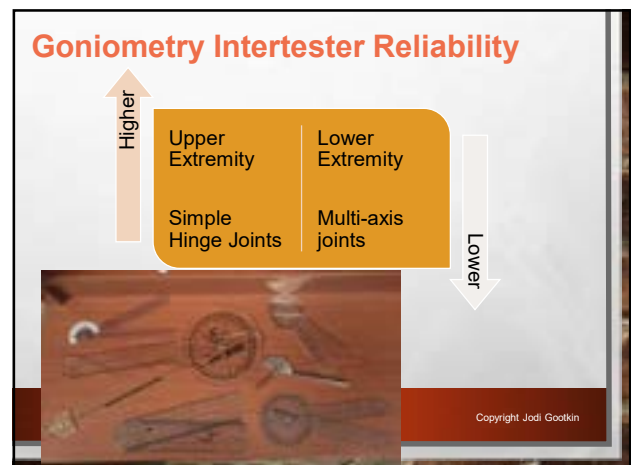 Goniometry Intertester Reliability
Higher
Upper
Extremity
Lower
Extremity
Simple
Hinge Joints
Multi-axis
joints
Lower
Copyright Jodi Gootkin